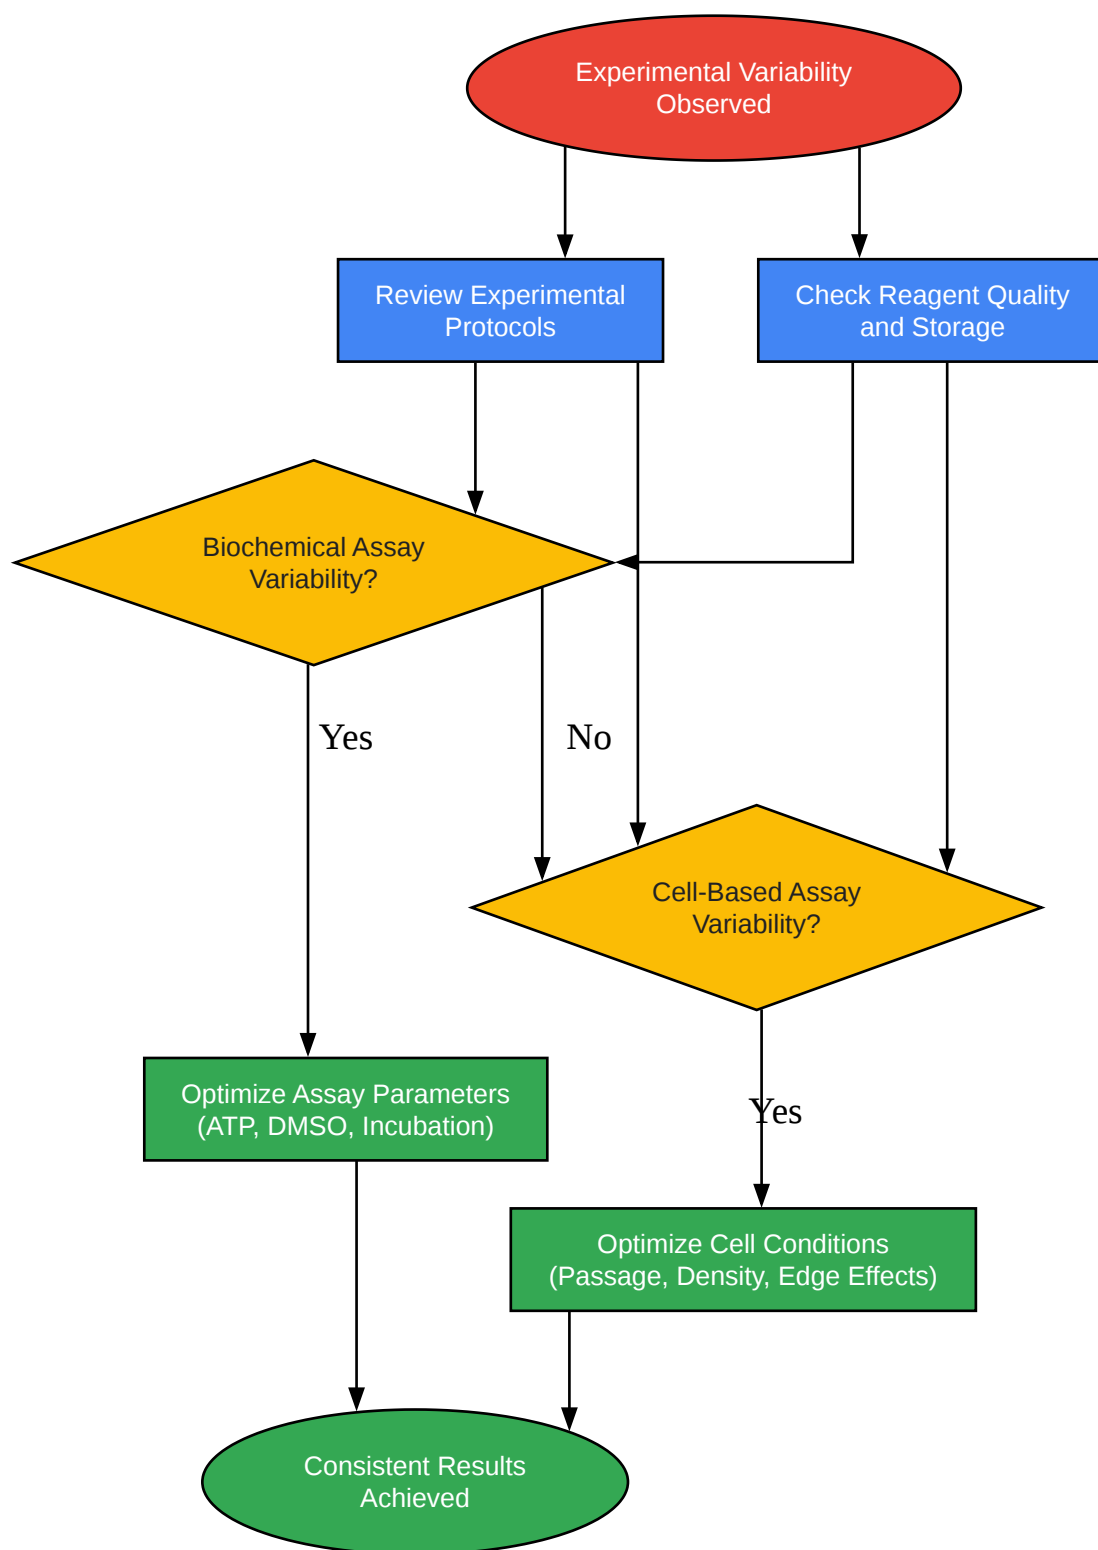 Experimental Variability
Observed
Review Experimental
Protocols
Check Reagent Quality
and Storage
Biochemical Assay
Variability?
Yes
No
Cell-Based Assay
Variability?
Optimize Assay Parameters
(ATP, DMSO, Incubation)
Yes
Optimize Cell Conditions
(Passage, Density, Edge Effects)
Consistent Results
Achieved